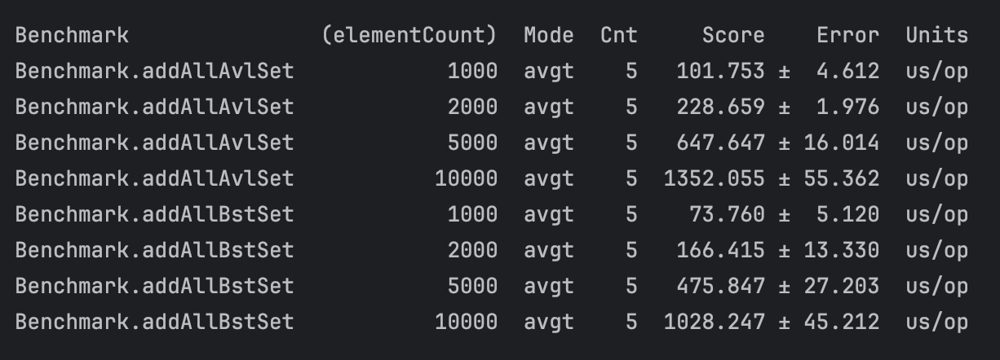 Benchmark (elementCount) Mode Cnt Score Error Units
Benchmark.addAllAvlSet 1000 avgt 5 101.753 ± 4.612 us/op
Benchmark.addAllAvlSet 2000 avgt 5 228.659 ± 1.976 us/op
Benchmark.addAllAvlSet 5000 avgt 5 647.647 ± 16.014 us/op
Benchmark.addAllAvlSet 10000 avgt 5 1352.055 ± 55.362 us/op
Benchmark.addAllBstSet 1000 avgt 5 73.760 ± 5.120 us/op
Benchmark.addAllBstSet 2000 avgt 5 166.415 ± 13.330 us/op
Benchmark.addAllBstSet 5000 avgt 5 475.847 ± 27.203 us/op
Benchmark.addAllBstSet 10000 avgt 5 1028.247 ± 45.212 us/op